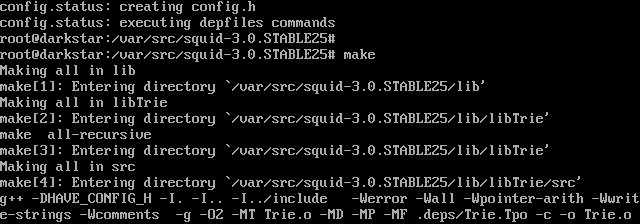 config.status: creating config.h
config.status: executing depfiles commands
root@darkstar:/var/src/squid-3.0.STABLE25#
root@darkstar:/var/src/squid-3.0.STABLE25# make
Making all in lib
make[1]: Entering directory `/var/src/squid-3.0.STABLE25/lib'
Making all in libTrie
make[2]: Entering directory `/var/src/squid-3.0.STABLE25/lib/libTrie'
make  all-recursive
make[3]: Entering directory `/var/src/squid-3.0.STABLE25/lib/libTrie'
Making all in src
make[4]: Entering directory `/var/src/squid-3.0.STABLE25/lib/libTrie/src'
g++ -DHAVE_CONFIG_H -I. -I.. -I../include   -Werror -Wall -Wpointer-arith -Wwrit
e-strings -Wcomments  -g -O2 -MT Trie.o -MD -MP -MF .deps/Trie.Tpo -c -o Trie.o